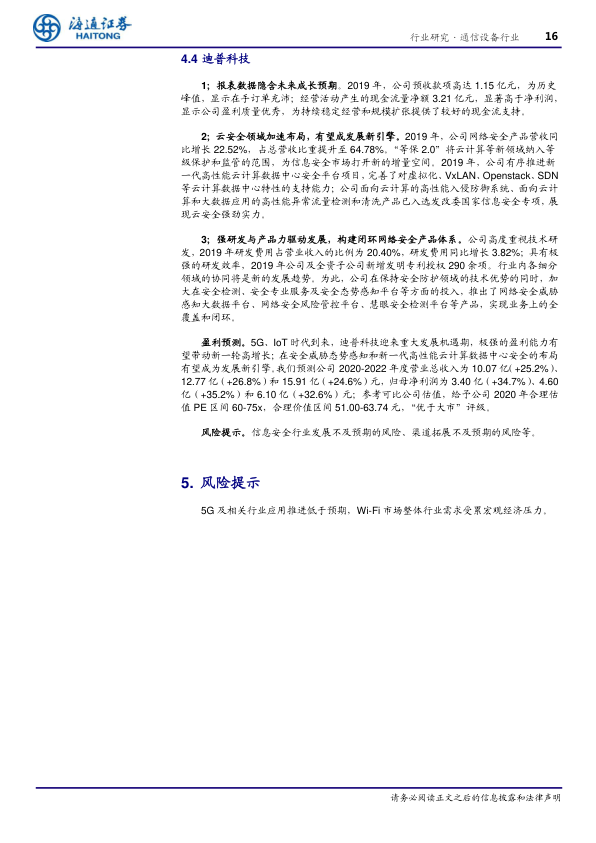 海通证券
HAITONG
行业研究·通信设备行业 16
4.4 迪普科技
1；报表数据隐含未来成长预期。2019 年，公司预收款项高达 1.15 亿元，为历史
峰值，显示在手订单充沛；经营活动产生的现金流量净额 3.21 亿元，显著高于净利润，
显示公司盈利质量优秀，为持续稳定经营和规模扩张提供了较好的现金流支持。
2；云安全领域加速布局，有望成发展新引擎。2019 年，公司网络安全产品营收同
比增长 22.52%，占总营收比重提升至 64.78%。“等保 2.0”将云计算等新领域纳入等
级保护和监管的范围，为信息安全市场打开新的增量空间。2019 年，公司有序推进新
一代高性能云计算数据中心安全平台项目，完善了对虚拟化，VxLAN、Openstack、SDN
等云计算数据中心特性的支持能力；公司面向云计算的高性能入侵防御系统、面向云计
算和大数据应用的高性能异常流量检测和清洗产品已入选发改委国家信息安全专项，展
现云安全强劲实力。
3；强研发与产品力驱动发展，构建闭环网络安全产品体系。公司高度重视技术研
发，2019 年研发费用占营业收入的比例为 20.40%，研发费用同比增长 3.82%；具有极
强的研发效率，2019 年公司及全资子公司新增发明专利授权 290 余项。行业内各细分
领域的协同将是新的发展趋势。为此，公司在保持安全防护领域的技术优势的同时，加
大在安全检测、安全专业服务及安全态势感知平台等方面的投入，推出了网络安全威胁
感知大数据平台、网络安全风险管控平台、慧眼安全检测平台等产品，实现业务上的全
覆盖和闭环。
盈利预测。5G、IoT 时代到来，迪普科技迎来重大发展机遇期，极强的盈利能力有
望带动新一轮高增长；在安全威胁态势感知和新一代高性能云计算数据中心安全的布局
有望成为发展新引擎。我们预测公司 2020-2022 年度营业总收入为 10.07 亿（+25.2%）、
12.77 亿（+26.8%）和 15.91 亿（+24.6%）元，归母净利润为 3.40 亿（+34.7%）、4.60
亿（+35.2%）和 6.10 亿（+32.6%）元；参考可比公司估值，给予公司 2020 年合理估
值 PE 区间 60-75x，合理价值区间 51.00-63.74 元，“优于大市”评级。
风险提示。信息安全行业发展不及预期的风险、渠道拓展不及预期的风险等。
5. 风险提示
5G 及相关行业应用推进低于预期，Wi-Fi 市场整体行业需求受累宏观经济压力。
请务必阅读正文之后的信息披露和法律声明